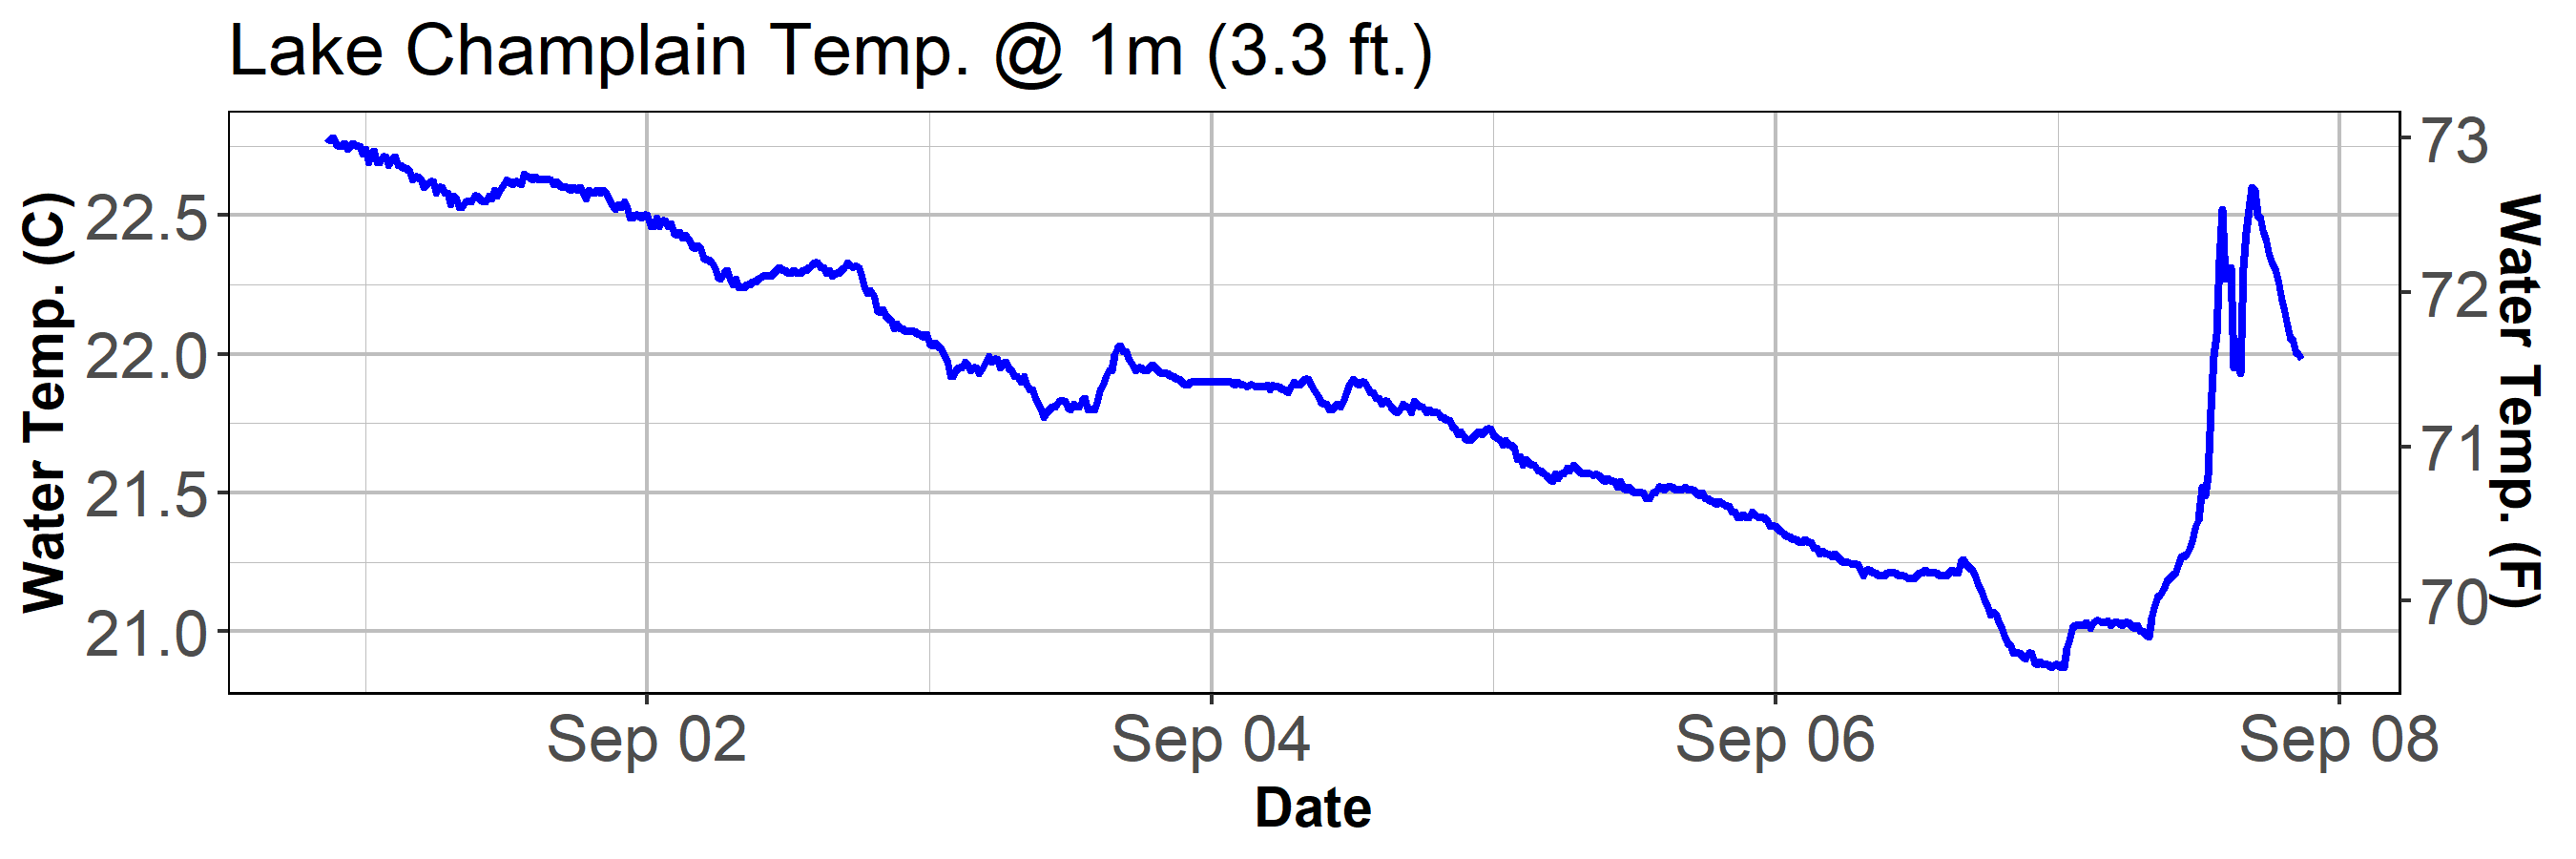 Lake Champlain Temp. @ 1m (3.3 ft.)
Water Temp. (C)
22.5
22.0
21.5
21.0
73
72
71
70
Water Temp. (F)
Sep 02
Sep 04
Sep 06
Sep 08
Date